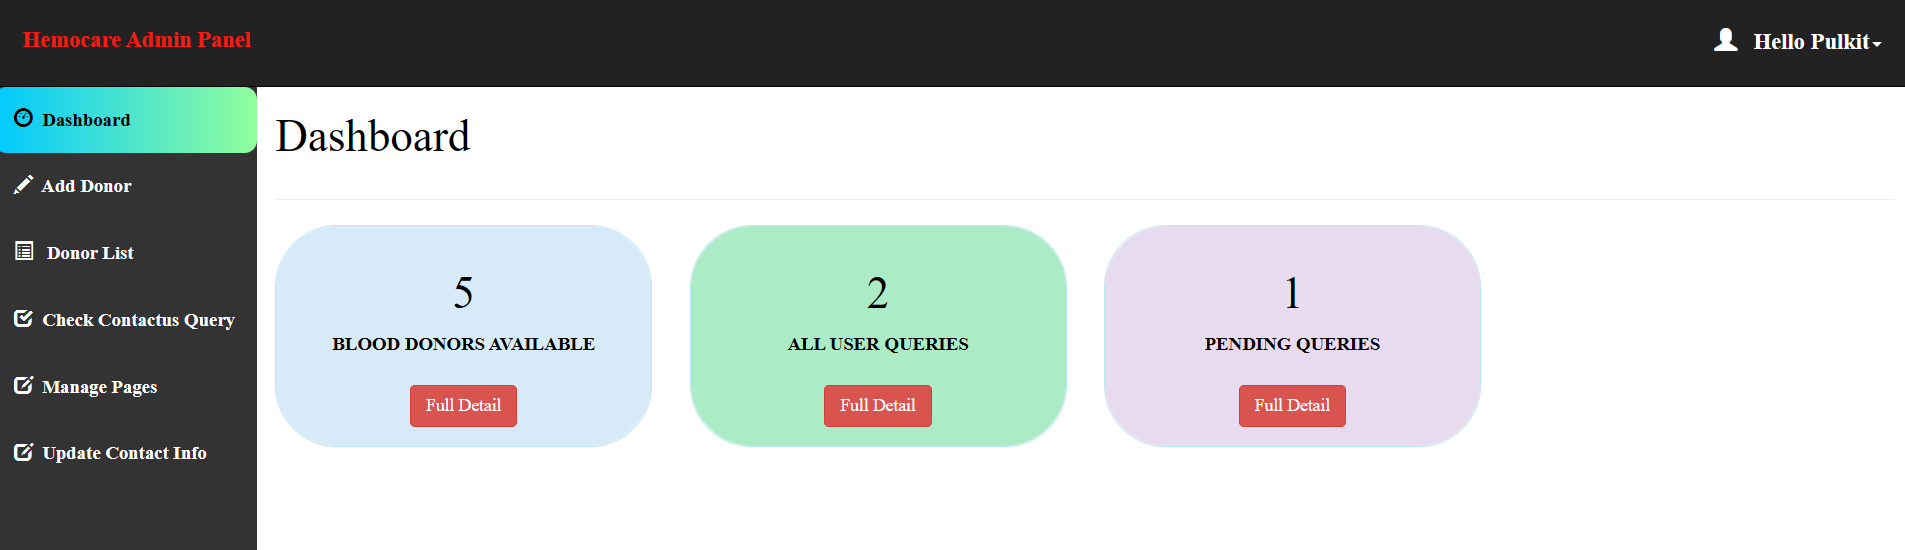 Hemocare Admin Panel
Hello Pulkit
Dashboard
Add Donor
Donor List
Check Contactus Query
Manage Pages
Update Contact Info
Dashboard
5
BLOOD DONORS AVAILABLE
Full Detail
2
ALL USER QUERIES
Full Detail
1
PENDING QUERIES
Full Detail